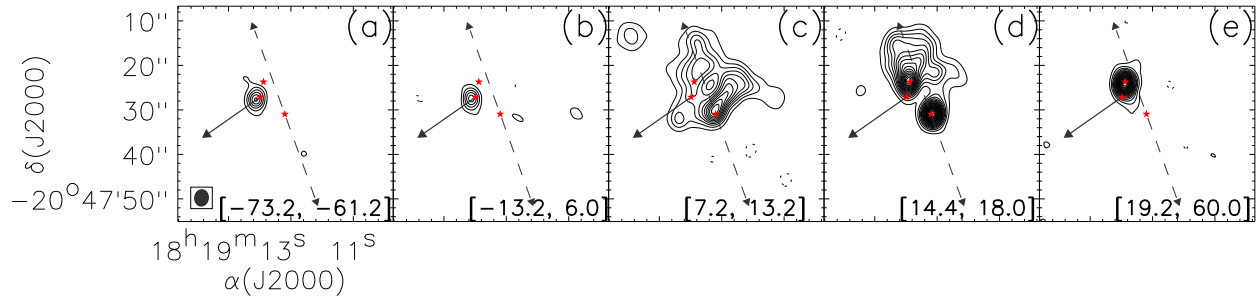 (a) (b) (c) (d) (e)
10''
20''
30''
40''
−20°47'50''
δ(J2000)
[−73.2, −61.2] [−13.2, 6.0] [7.2, 13.2] [14.4, 18.0] [19.2, 60.0]
18ʰ19ᵐ13ˢ 11ˢ
α(J2000)